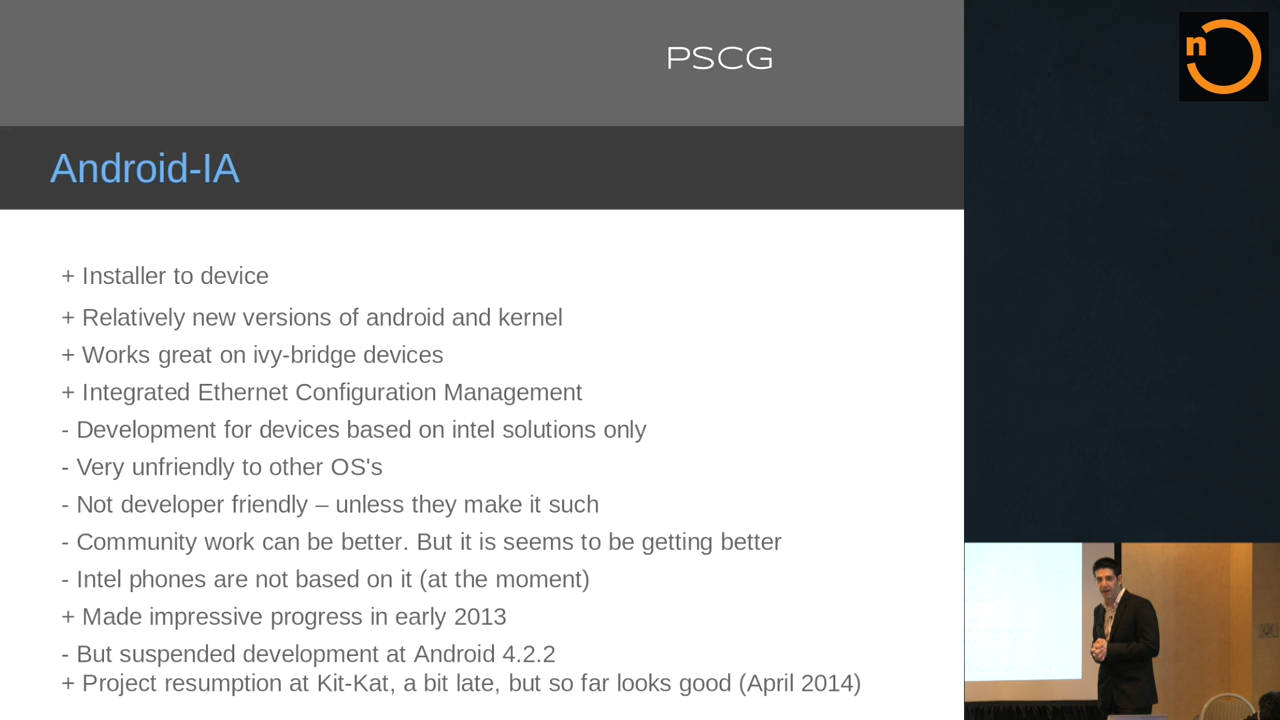 PSCG
n
Android-IA
+ Installer to device
+ Relatively new versions of android and kernel
+ Works great on ivy-bridge devices
+ Integrated Ethernet Configuration Management
- Development for devices based on intel solutions only
- Very unfriendly to other OS's
- Not developer friendly – unless they make it such
- Community work can be better. But it is seems to be getting better
- Intel phones are not based on it (at the moment)
+ Made impressive progress in early 2013
- But suspended development at Android 4.2.2
+ Project resumption at Kit-Kat, a bit late, but so far looks good (April 2014)